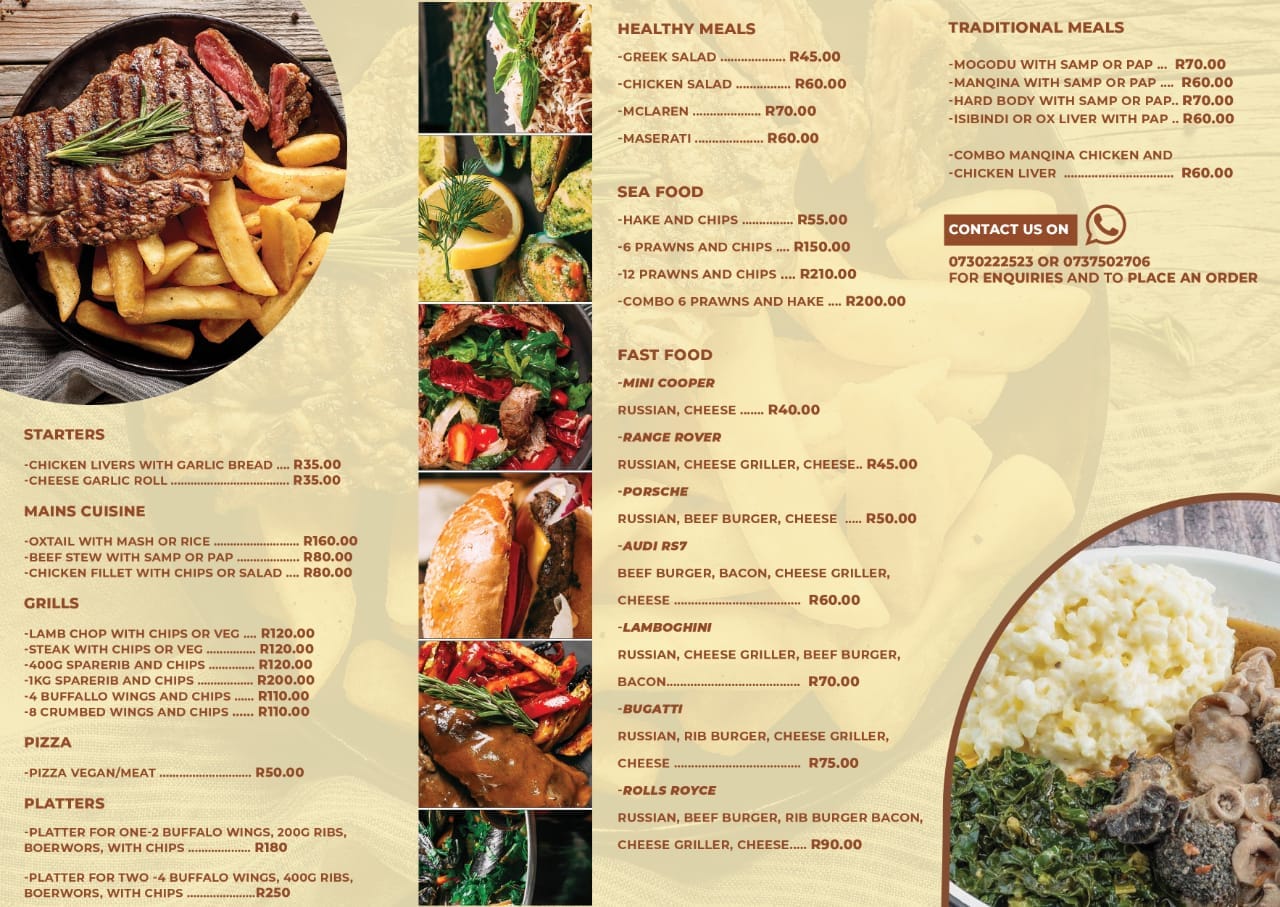 STARTERS
-CHICKEN LIVERS WITH GARLIC BREAD .... R35.00
-CHEESE GARLIC ROLL .................................. R35.00
MAINS CUISINE
-OXTAIL WITH MASH OR RICE ......................... R160.00
-BEEF STEW WITH SAMP OR PAP .................. R80.00
-CHICKEN FILLET WITH CHIPS OR SALAD .... R80.00
GRILLS
-LAMB CHOP WITH CHIPS OR VEG .... R120.00
-STEAK WITH CHIPS OR VEG .............. R120.00
-400G SPARERIB AND CHIPS ............. R120.00
-1KG SPARERIB AND CHIPS ................ R200.00
-4 BUFFALLO WINGS AND CHIPS ...... R110.00
-8 CRUMBED WINGS AND CHIPS ...... R110.00
PIZZA
-PIZZA VEGAN/MEAT ........................... R50.00
PLATTERS
-PLATTER FOR ONE-2 BUFFALO WINGS, 200G RIBS,
BOERWORS, WITH CHIPS .................. R180
-PLATTER FOR TWO -4 BUFFALO WINGS, 400G RIBS,
BOERWORS, WITH CHIPS ....................R250
HEALTHY MEALS
-GREEK SALAD ................... R45.00
-CHICKEN SALAD ................ R60.00
-MCLAREN .................... R70.00
-MASERATI .................... R60.00
SEA FOOD
-HAKE AND CHIPS ............... R55.00
-6 PRAWNS AND CHIPS .... R150.00
-12 PRAWNS AND CHIPS .... R210.00
-COMBO 6 PRAWNS AND HAKE .... R200.00
FAST FOOD
-MINI COOPER
RUSSIAN, CHEESE ....... R40.00
-RANGE ROVER
RUSSIAN, CHEESE GRILLER, CHEESE.. R45.00
-PORSCHE
RUSSIAN, BEEF BURGER, CHEESE ..... R50.00
-AUDI RS7
BEEF BURGER, BACON, CHEESE GRILLER,
CHEESE ..................................... R60.00
-LAMBOGHINI
RUSSIAN, CHEESE GRILLER, BEEF BURGER,
BACON....................................... R70.00
-BUGATTI
RUSSIAN, RIB BURGER, CHEESE GRILLER,
CHEESE ..................................... R75.00
-ROLLS ROYCE
RUSSIAN, BEEF BURGER, RIB BURGER BACON,
CHEESE GRILLER, CHEESE..... R90.00
TRADITIONAL MEALS
-MOGODU WITH SAMP OR PAP ... R70.00
-MANQINA WITH SAMP OR PAP .... R60.00
-HARD BODY WITH SAMP OR PAP.. R70.00
-ISIBINDI OR OX LIVER WITH PAP .. R60.00
-COMBO MANQINA CHICKEN AND
-CHICKEN LIVER ................................ R60.00
CONTACT US ON
0730222523 OR 0737502706
FOR ENQUIRIES AND TO PLACE AN ORDER